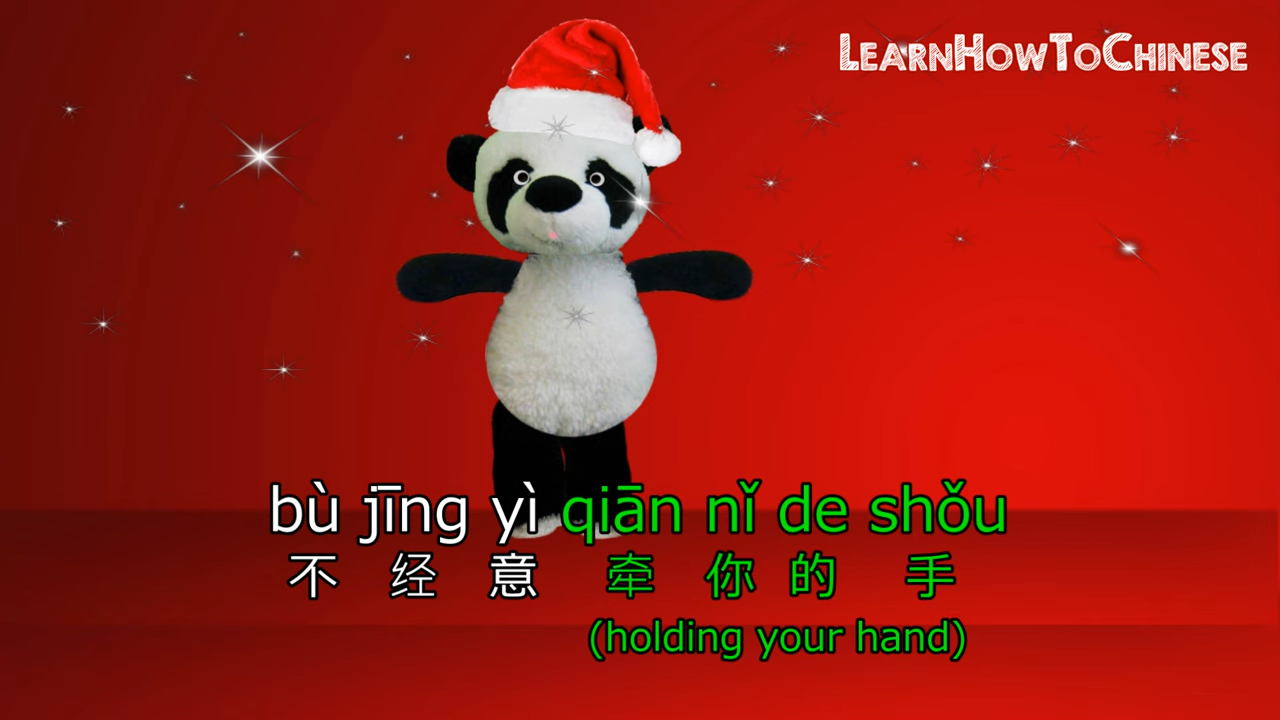 LearnHowToChinese
bù jīng yì qiān nǐ de shǒu
不 经 意 牵 你 的 手
(holding your hand)